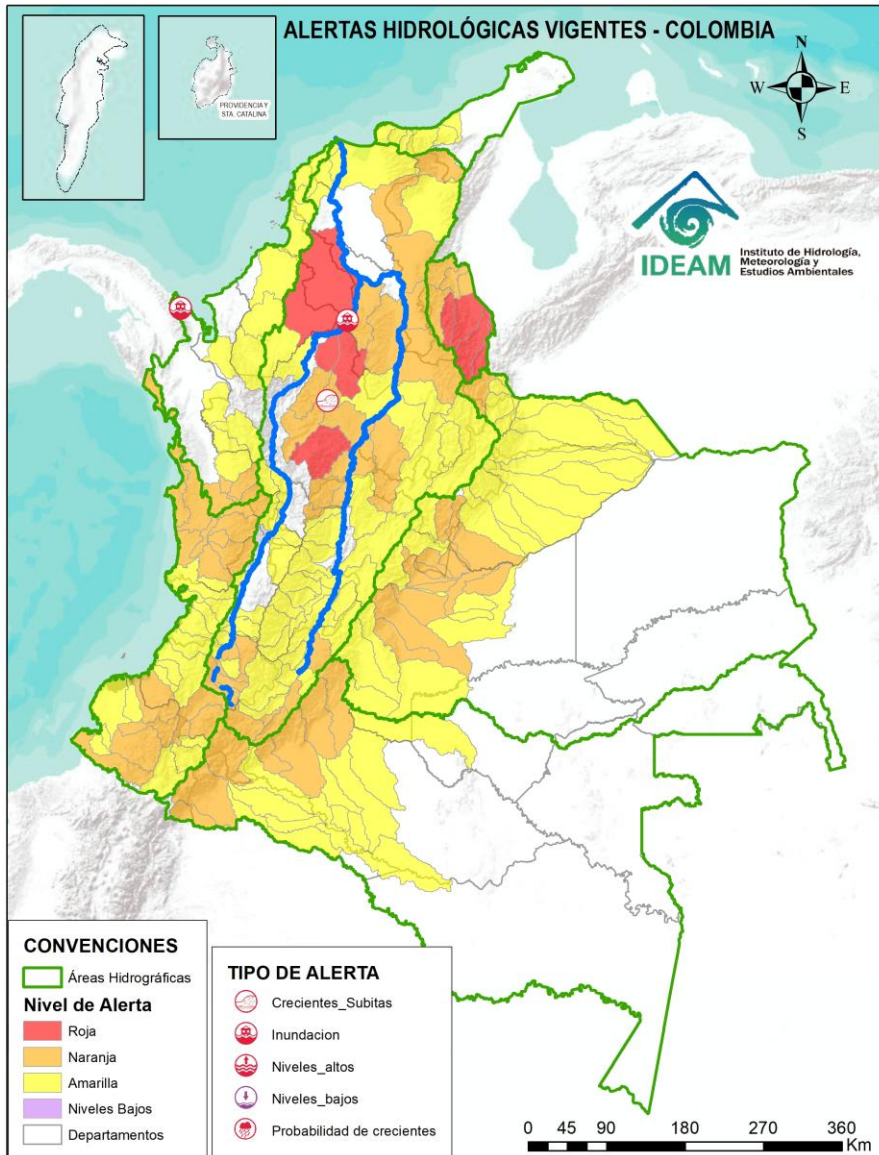 ALERTAS HIDROLÓGICAS VIGENTES - COLOMBIA
PROVIDENCIA Y
STA. CATALINA
N
W E
S
IDEAM
Instituto de Hidrología,
Meteorología y
Estudios Ambientales
CONVENCIONES
Áreas Hidrográficas
Nivel de Alerta
Roja
Naranja
Amarilla
Niveles Bajos
Departamentos
TIPO DE ALERTA
Crecientes_Subitas
Inundacion
Niveles_altos
Niveles_bajos
Probabilidad de crecientes
0 45 90 180 270 360
Km